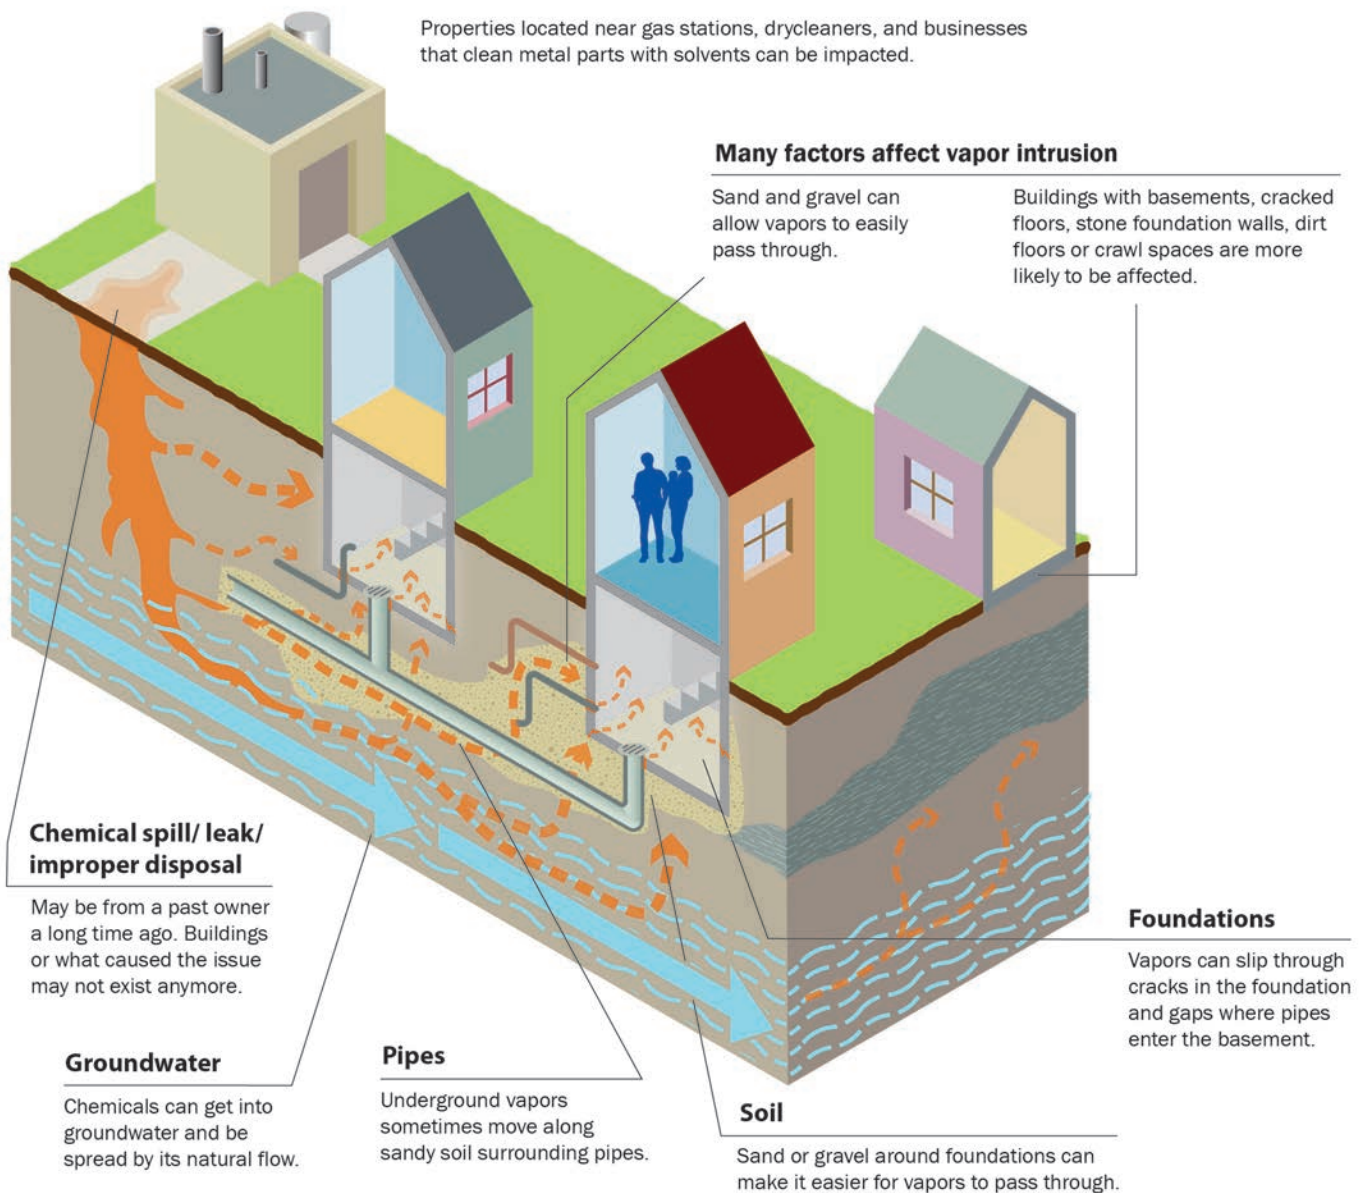 Properties located near gas stations, drycleaners, and businesses
that clean metal parts with solvents can be impacted.
Many factors affect vapor intrusion
Sand and gravel can
allow vapors to easily
pass through.
Buildings with basements, cracked
floors, stone foundation walls, dirt
floors or crawl spaces are more
likely to be affected.
Chemical spill/ leak/
improper disposal
May be from a past owner
a long time ago. Buildings
or what caused the issue
may not exist anymore.
Groundwater
Chemicals can get into
groundwater and be
spread by its natural flow.
Pipes
Underground vapors
sometimes move along
sandy soil surrounding pipes.
Soil
Sand or gravel around foundations can
make it easier for vapors to pass through.
Foundations
Vapors can slip through
cracks in the foundation
and gaps where pipes
enter the basement.